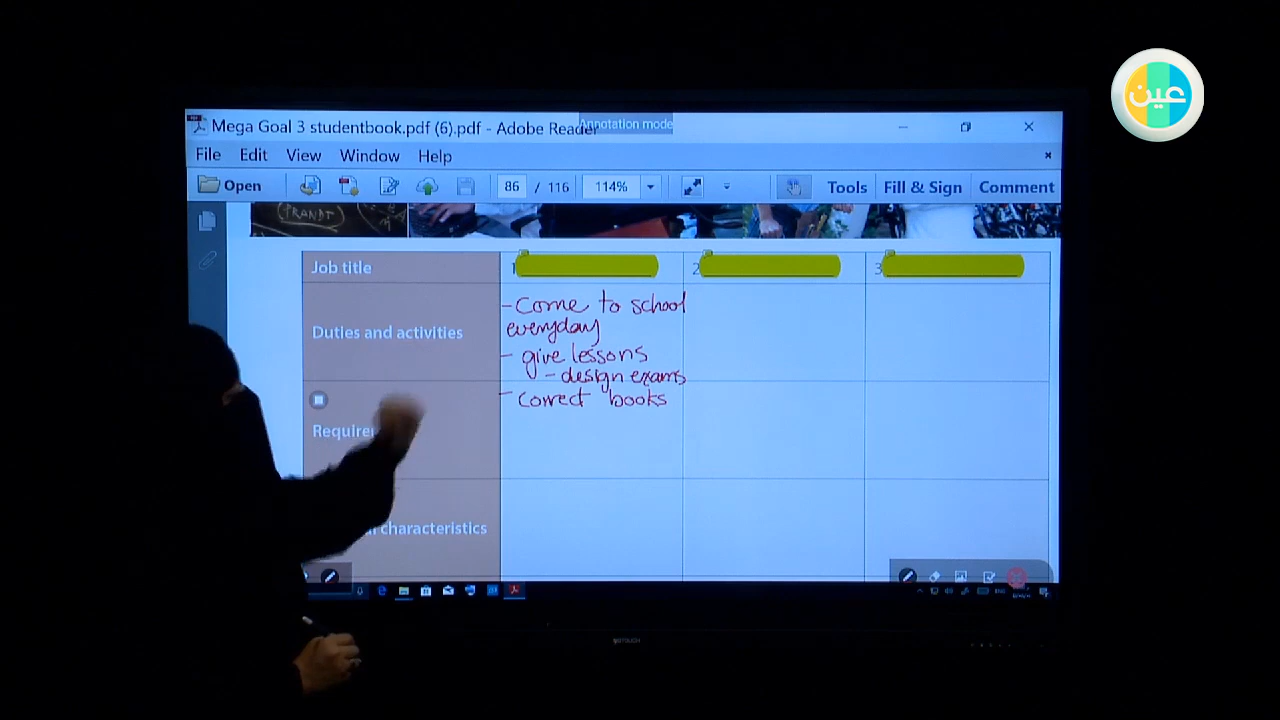 عين
Annotation mode
Mega Goal 3 studentbook.pdf (6).pdf - Adobe Reader
File Edit View Window Help
Open 86 / 116 114% Tools Fill & Sign Comment
PRANDT
Job title 1 2 3
Duties and activities
- Come to school
everyday
- give lessons
- design exams
- correct books
characteristics